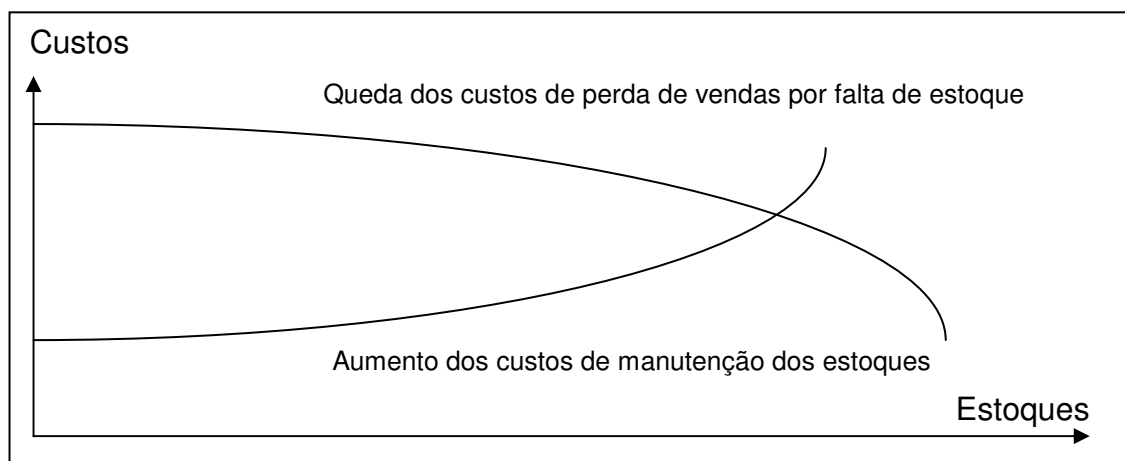 Custos
Queda dos custos de perda de vendas por falta de estoque
Aumento dos custos de manutenção dos estoques
Estoques